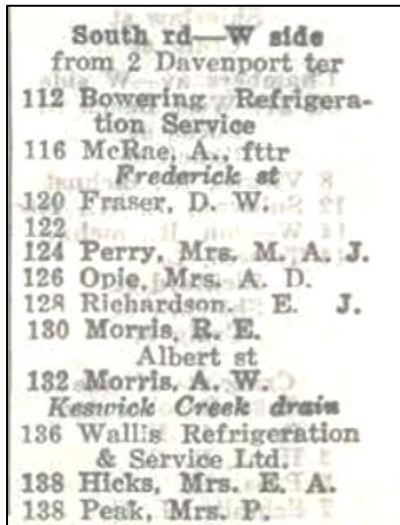 South rd—W side
from 2 Davenport ter
112 Bowering Refrigera-
tion Service
116 McRae, A., fttr
Frederick st
120 Fraser, D. W.
122
124 Perry, Mrs. M. A. J.
126 Opie, Mrs. A. D.
128 Richardson. E. J.
130 Morris, R. E.
Albert st
132 Morris, A. W.
Keswick Creek drain
136 Wallis Refrigeration
& Service Ltd.
138 Hicks, Mrs. E. A.
138 Peak, Mrs. P.